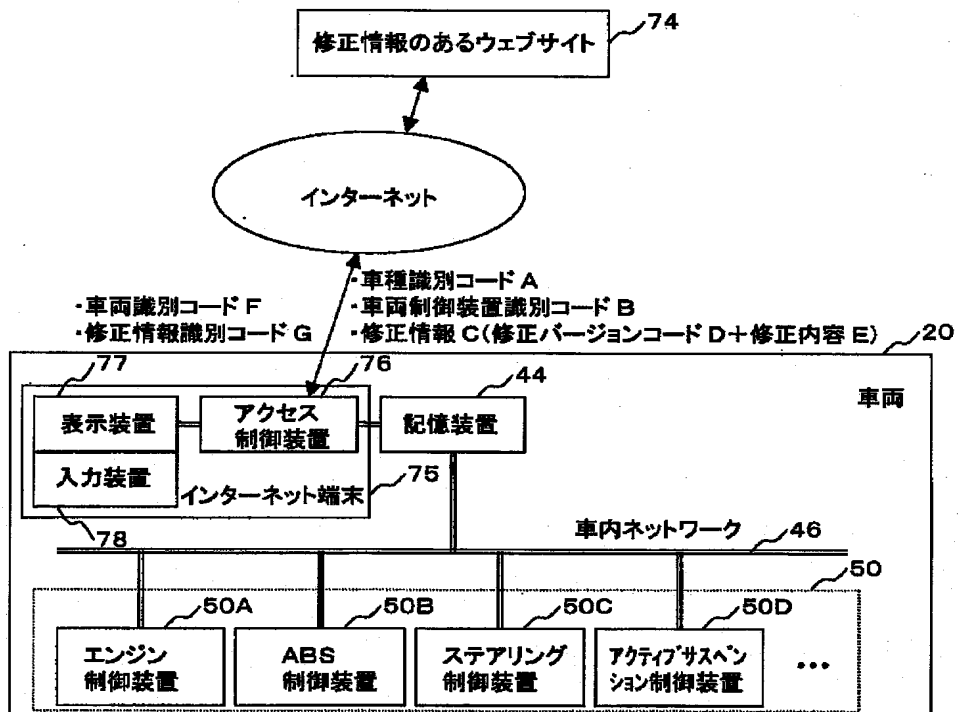 修正情報のあるウェブサイト
74
インターネット
・車両識別コード F
・修正情報識別コード G
・車種識別コード A
・車両制御装置識別コード B
・修正情報 C(修正バージョンコード D+修正内容 E)
20
車両
77
76
44
表示装置
アクセス
制御装置
記憶装置
入力装置
インターネット端末
75
78
車内ネットワーク
46
50
50A
50B
50C
50D
エンジン
制御装置
ABS
制御装置
ステアリング
制御装置
アクティブサスペン
ション制御装置
•••